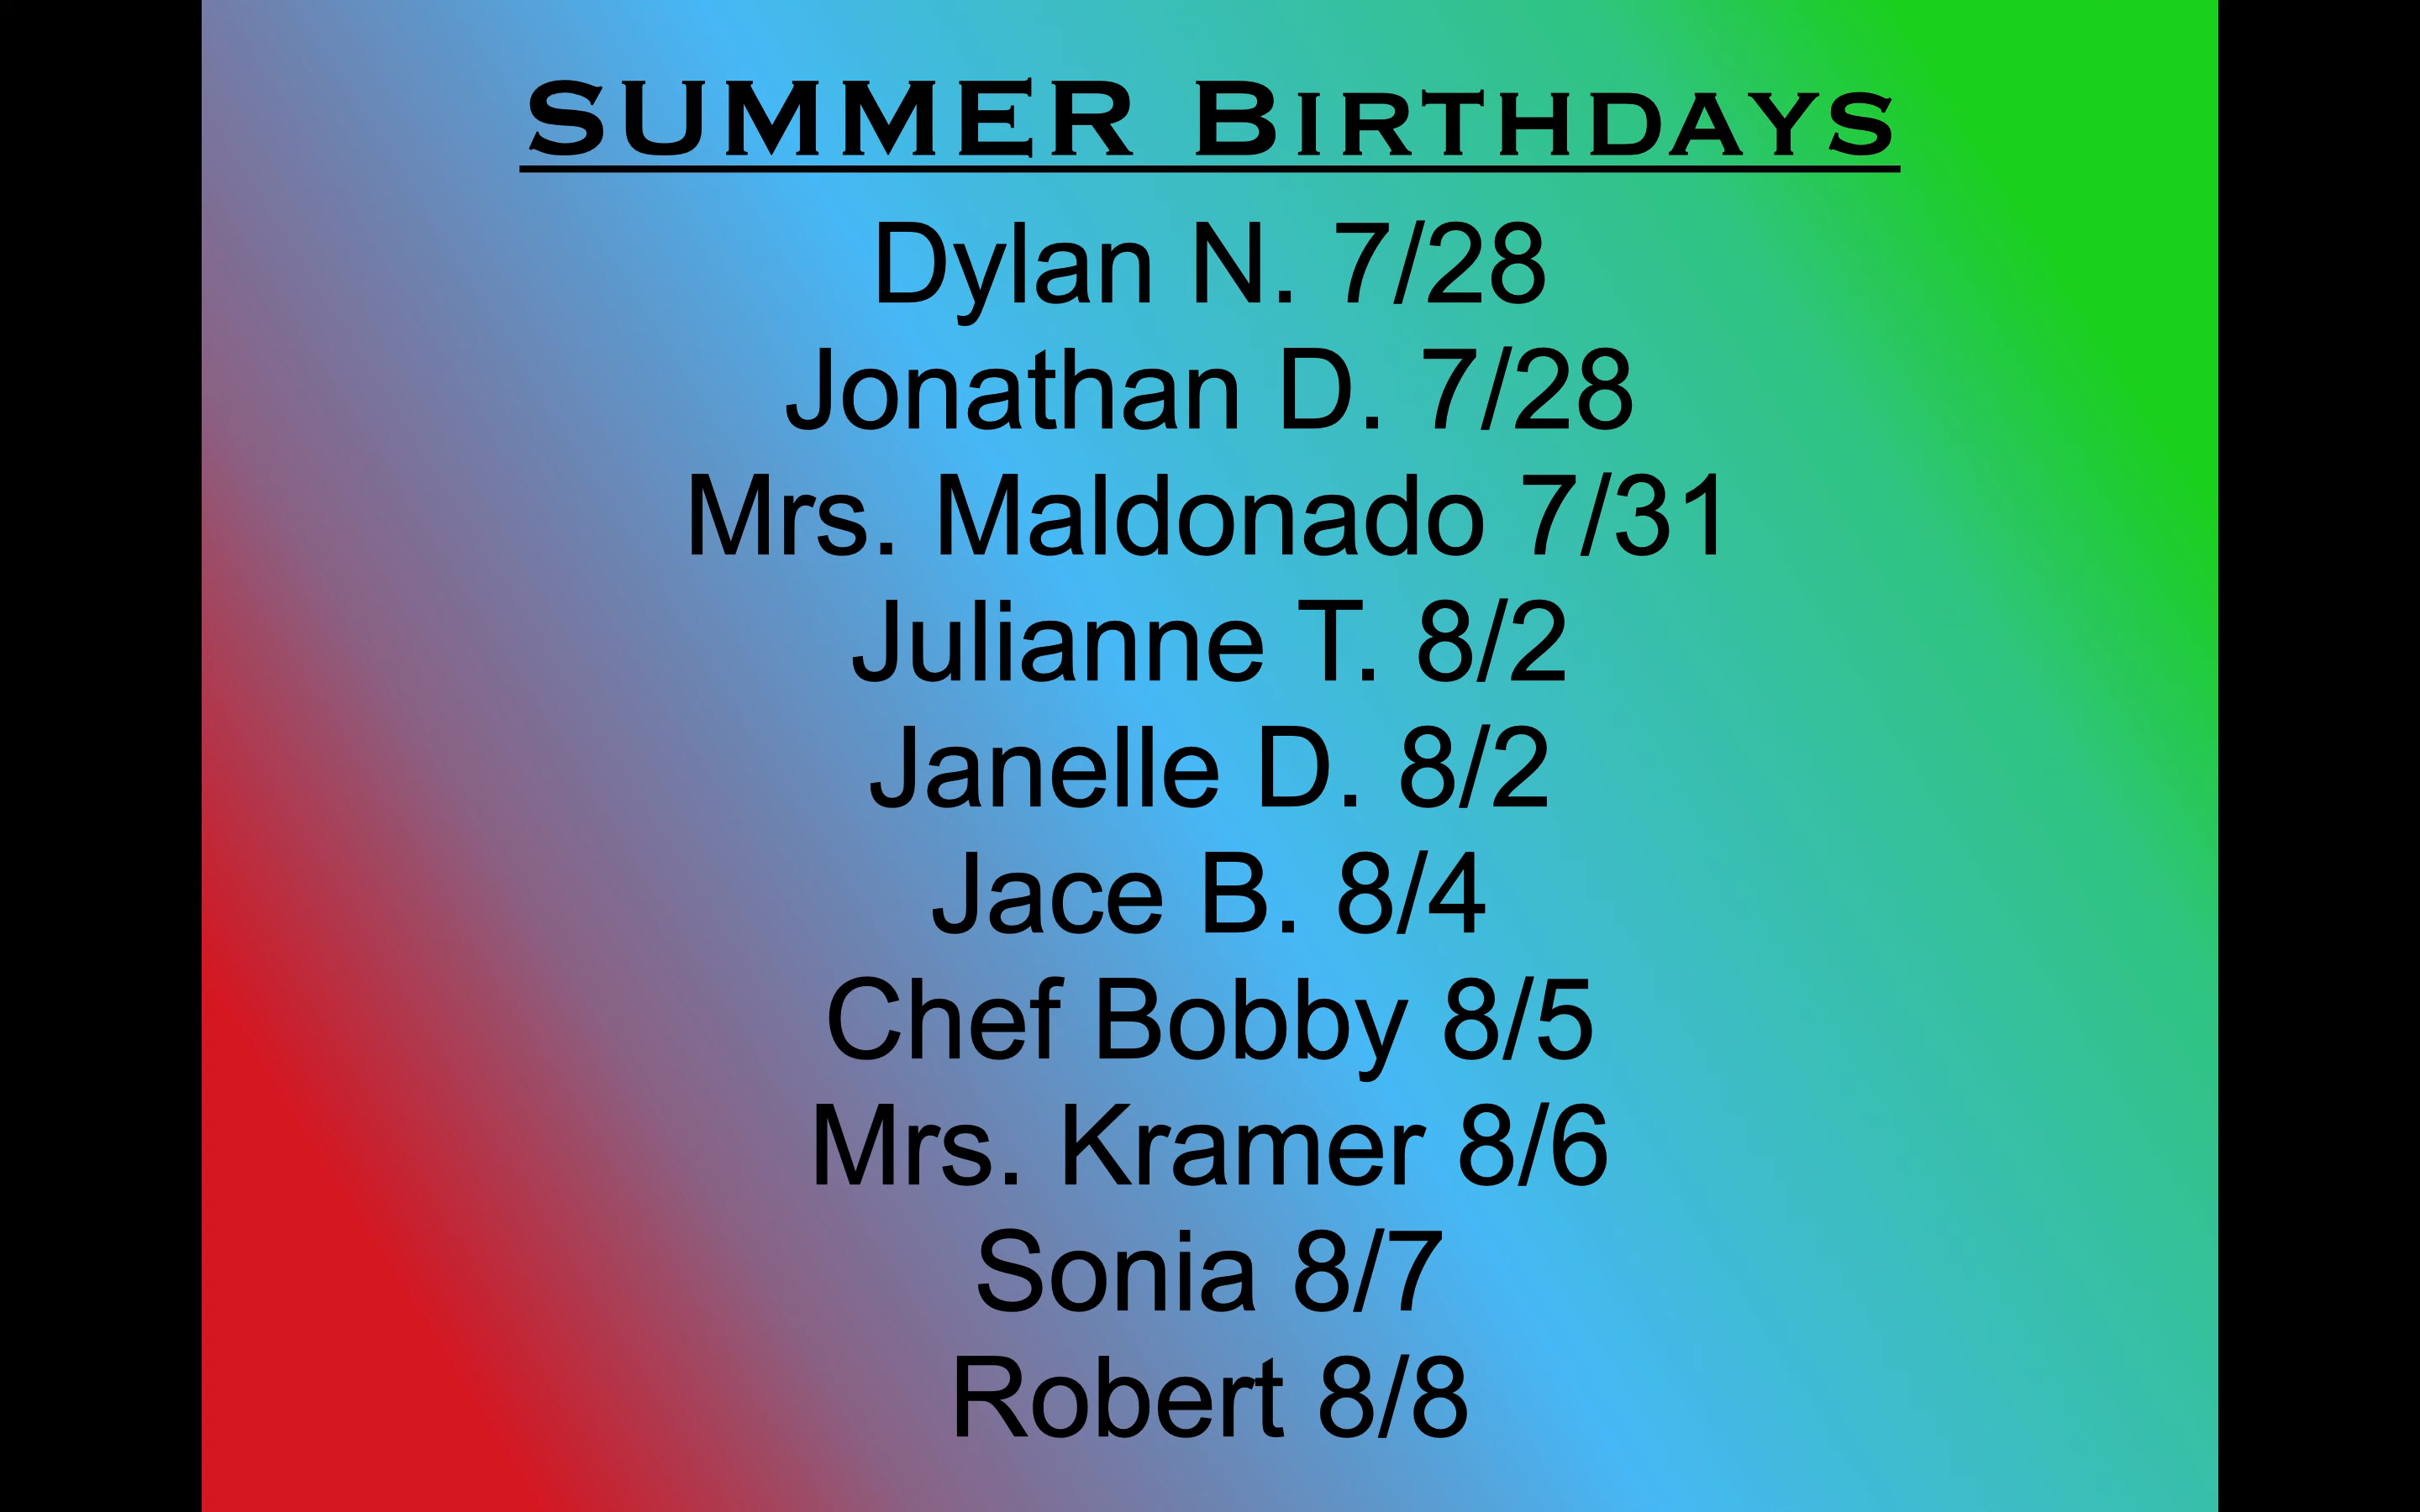 SUMMER BIRTHDAYS
Dylan N. 7/28
Jonathan D. 7/28
Mrs. Maldonado 7/31
Julianne T. 8/2
Janelle D. 8/2
Jace B. 8/4
Chef Bobby 8/5
Mrs. Kramer 8/6
Sonia 8/7
Robert 8/8